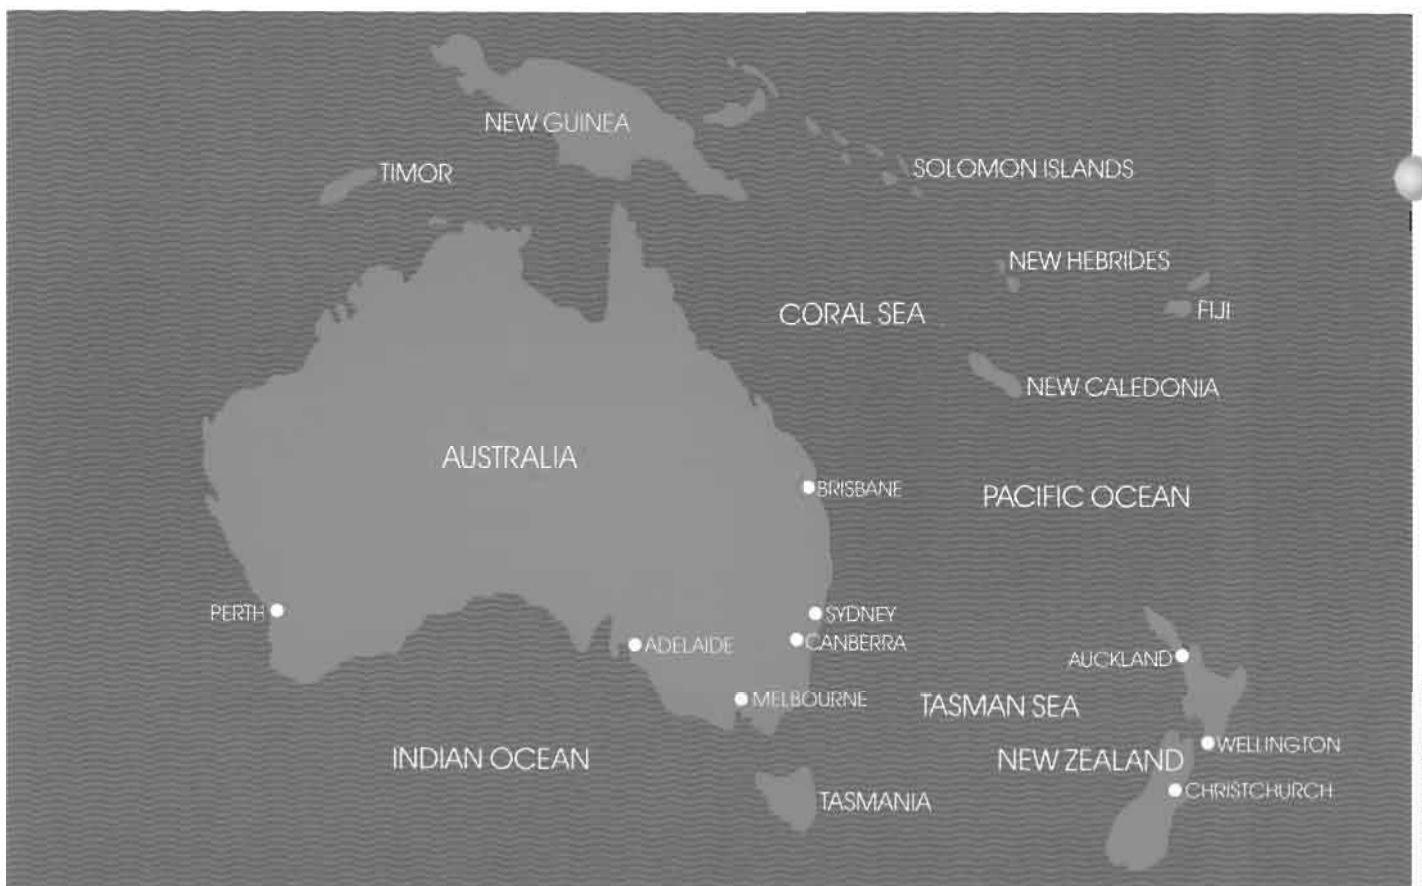 NEW GUINEA
TIMOR
SOLOMON ISLANDS
NEW HEBRIDES
CORAL SEA
FIJI
NEW CALEDONIA
AUSTRALIA
BRISBANE
PACIFIC OCEAN
PERTH
SYDNEY
CANBERRA
ADELAIDE
AUCKLAND
MELBOURNE
TASMAN SEA
WELLINGTON
INDIAN OCEAN
NEW ZEALAND
CHRISTCHURCH
TASMANIA